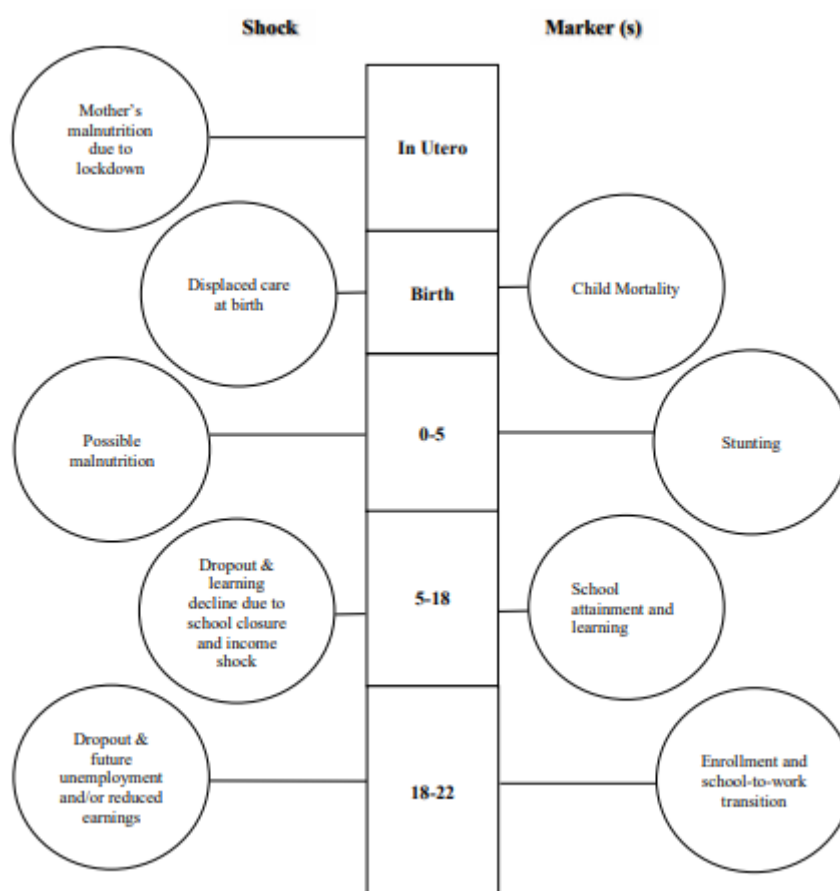 Shock
Marker (s)
Mother's
malnutrition
due to
lockdown
In Utero
Displaced care
at birth
Birth
Child Mortality
Possible
malnutrition
0-5
Stunting
Dropout &
learning
decline due to
school closure
and income
shock
5-18
School
attainment and
learning
Dropout &
future
unemployment
and/or reduced
earnings
18-22
Enrollment and
school-to-work
transition